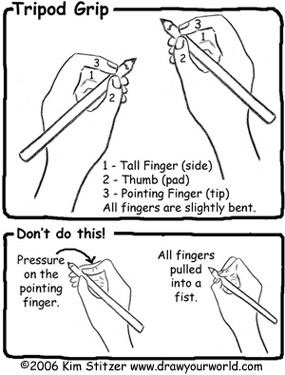 Tripod Grip
3
1
2
3
1
2
1 - Tall Finger (side)
2 - Thumb (pad)
3 - Pointing Finger (tip)
All fingers are slightly bent.
Don't do this!
Pressure
on the
pointing
finger.
All fingers
pulled
into a
fist.
©2006 Kim Stitzer www.drawyourworld.com